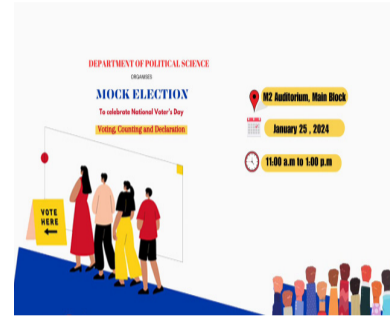 DEPARTMENT OF POLITICAL SCIENCE
ORGANISES
MOCK ELECTION
To celebrate National Voter's Day
Voting, Counting and Declaration
M2 Auditorium, Main Block
January 25 , 2024
11:00 a.m to 1:00 p.m
VOTE
HERE